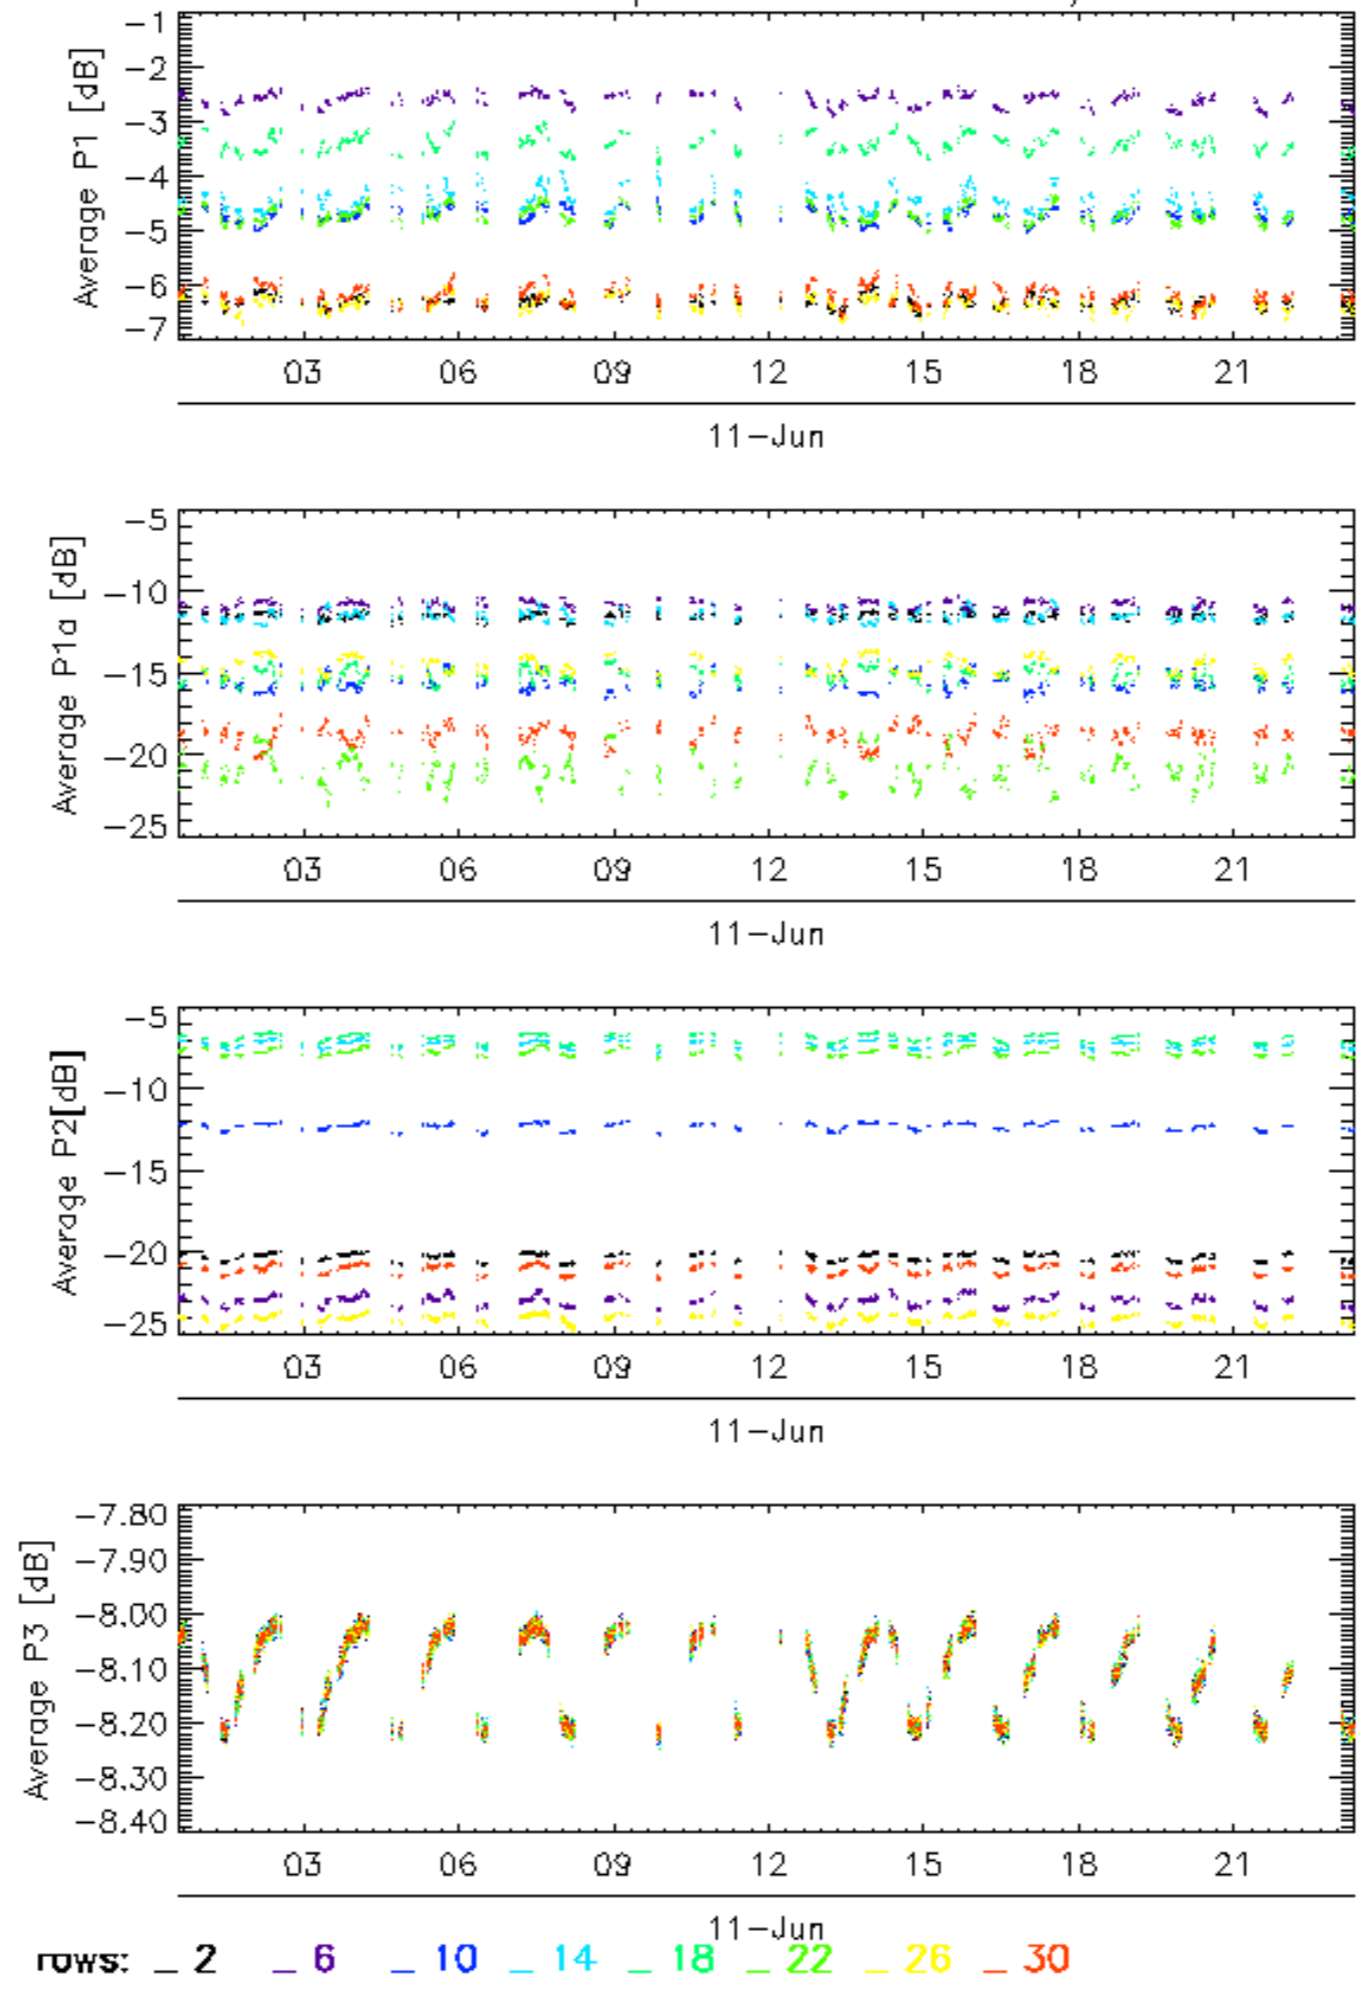 Average P1 [dB]
-1
-2
-3
-4
-5
-6
-7
03 06 09 12 15 18 21
11-Jun
Average P1a [dB]
-5
-10
-15
-20
-25
03 06 09 12 15 18 21
11-Jun
Average P2[dB]
-5
-10
-15
-20
-25
03 06 09 12 15 18 21
11-Jun
Average P3 [dB]
-7.80
-7.90
-8.00
-8.10
-8.20
-8.30
-8.40
03 06 09 12 15 18 21
11-Jun
rows: _ 2 _ 6 _ 10 _ 14 _ 18 _ 22 _ 26 _ 30